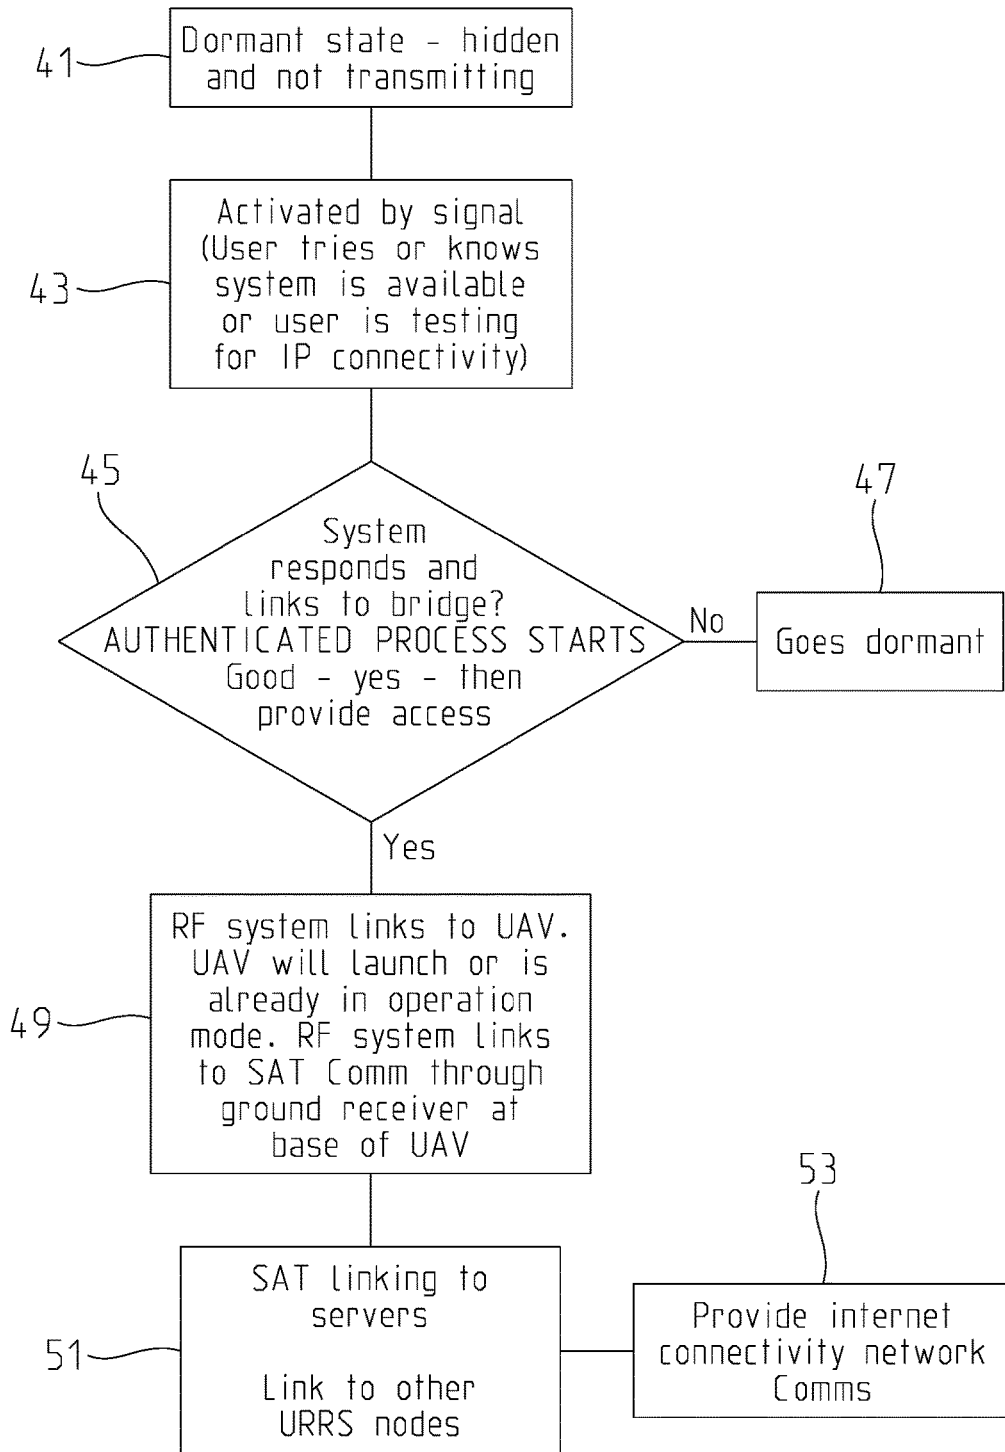 41
Dormant state - hidden
and not transmitting
43
Activated by signal
(User tries or knows
system is available
or user is testing
for IP connectivity)
45
System
responds and
links to bridge?
AUTHENTICATED PROCESS STARTS
Good - yes - then
provide access
No
47
Goes dormant
Yes
49
RF system links to UAV.
UAV will launch or is
already in operation
mode. RF system links
to SAT Comm through
ground receiver at
base of UAV
51
SAT linking to
servers
Link to other
URRS nodes
53
Provide internet
connectivity network
Comms